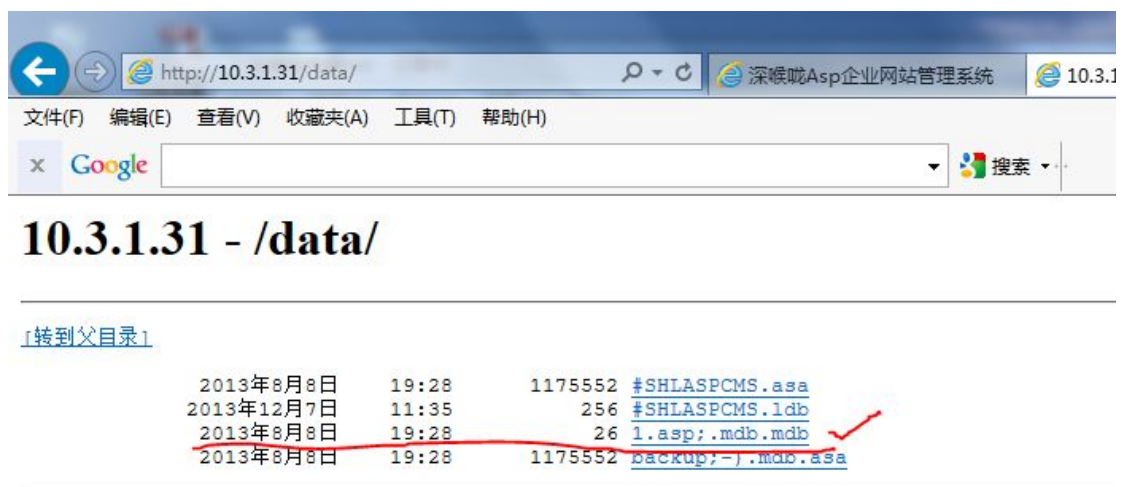 http://10.3.1.31/data/ 深喉咙Asp企业网站管理系统 10.3.1
文件(F) 编辑(E) 查看(V) 收藏夹(A) 工具(T) 帮助(H)
x Google 搜索
10.3.1.31 - /data/
[转到父目录]
2013年8月8日 19:28 1175552 #SHLASPCMS.asa
2013年12月7日 11:35 256 #SHLASPCMS.ldb
2013年8月8日 19:28 26 1.asp;.mdb.mdb
2013年8月8日 19:28 1175552 backup;-).mdb.asa